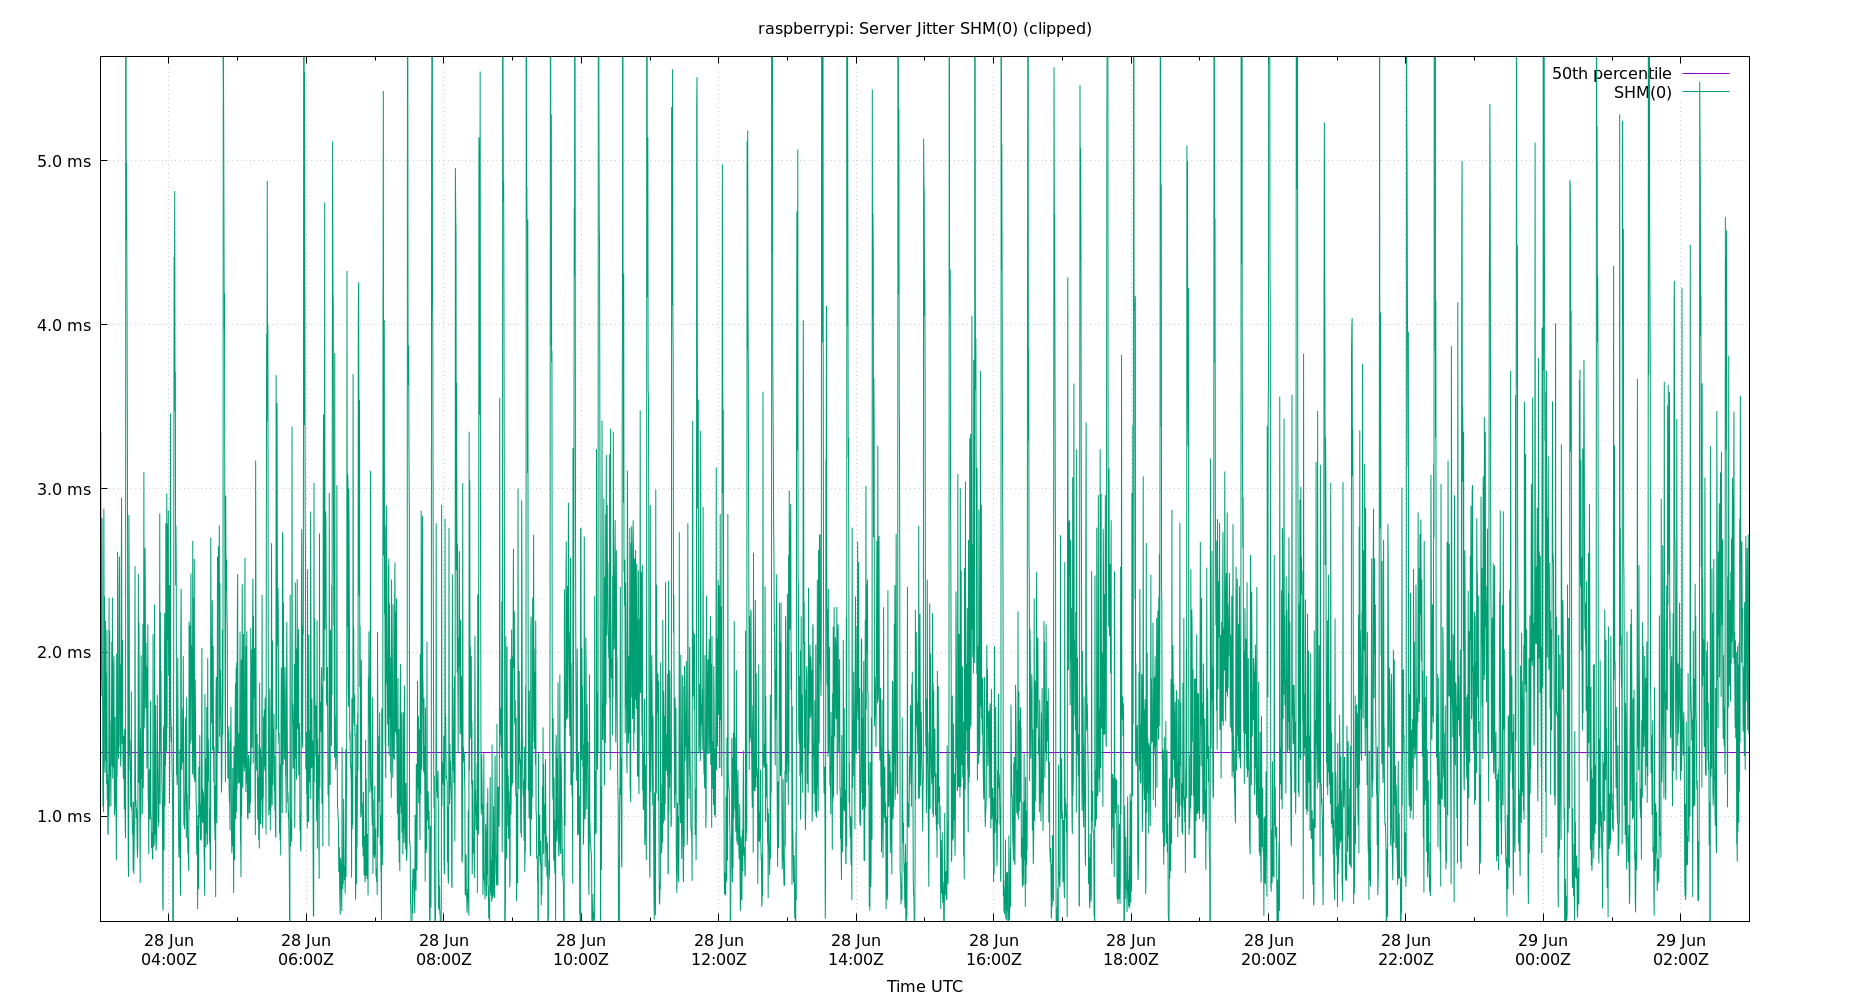 raspberrypi: Server Jitter SHM(0) (clipped)
50th percentile
SHM(0)
5.0 ms
4.0 ms
3.0 ms
2.0 ms
1.0 ms
28 Jun 28 Jun 28 Jun 28 Jun 28 Jun 28 Jun 28 Jun 28 Jun 28 Jun 28 Jun 29 Jun 29 Jun
04:00Z 06:00Z 08:00Z 10:00Z 12:00Z 14:00Z 16:00Z 18:00Z 20:00Z 22:00Z 00:00Z 02:00Z
Time UTC